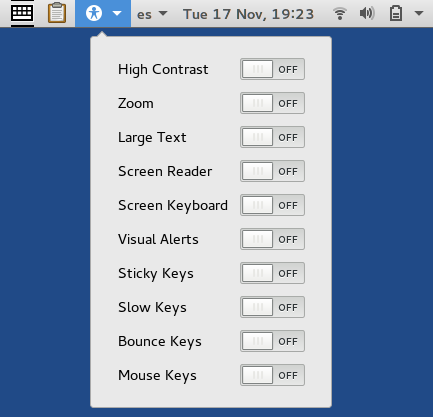 es Tue 17 Nov, 19:23
High Contrast OFF
Zoom OFF
Large Text OFF
Screen Reader OFF
Screen Keyboard OFF
Visual Alerts OFF
Sticky Keys OFF
Slow Keys OFF
Bounce Keys OFF
Mouse Keys OFF